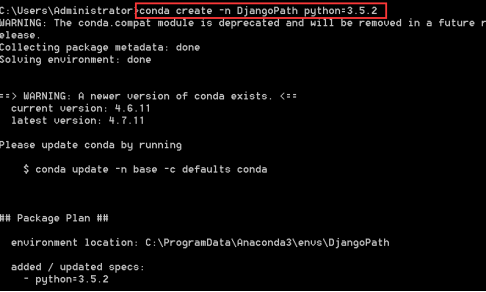 C:\Users\Administrator>conda create -n DjangoPath python=3.5.2
WARNING: The conda.compat module is deprecated and will be removed in a future r
elease.
Collecting package metadata: done
Solving environment: done
==> WARNING: A newer version of conda exists. <==
current version: 4.6.11
latest version: 4.7.11
Please update conda by running
$ conda update -n base -c defaults conda
## Package Plan ##
environment location: C:\ProgramData\Anaconda3\envs\DjangoPath
added / updated specs:
- python=3.5.2